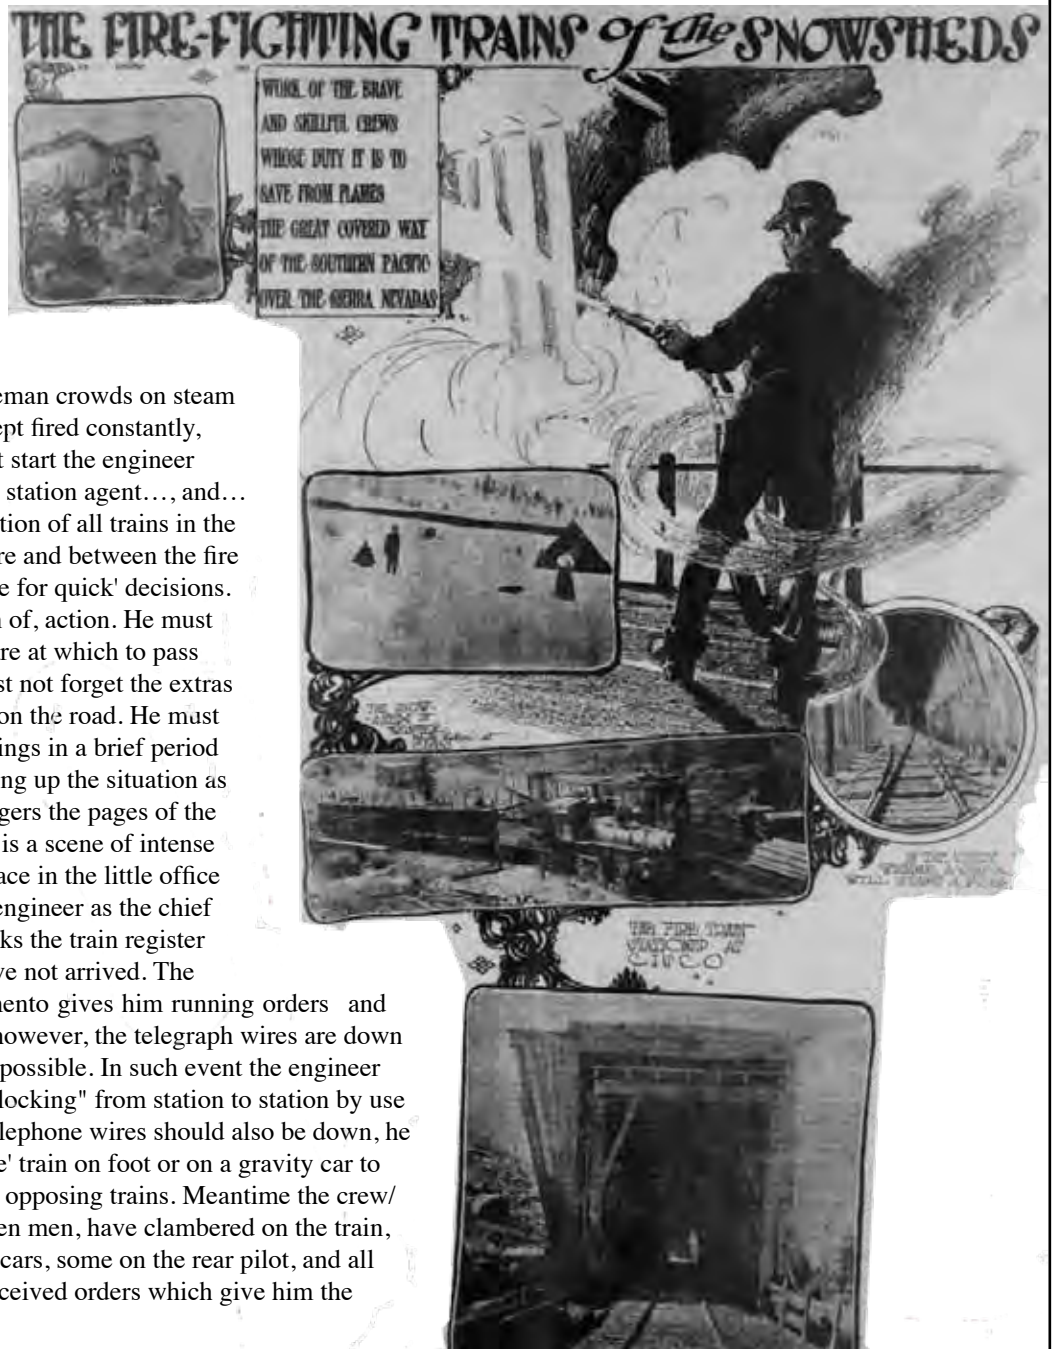 THE FIRE-FIGHTING TRAINS of the SNOWSHEDS
WORK OF THE BRAVE
AND SKILLFUL CREWS
WHOSE DUTY IT IS TO
SAVE FROM FLAMES
THE GREAT COVERED WAY
OF THE SOUTHERN PACIFIC
OVER THE SIERRA NEVADAS
eman crowds on steam
ept fired constantly,
t start the engineer
station agent…, and…
tion of all trains in the
re and between the fire
e for quick' decisions.
n of, action. He must
re at which to pass
st not forget the extras
on the road. He must
ings in a brief period
ng up the situation as
gers the pages of the
is a scene of intense
ace in the little office
engineer as the chief
ks the train register
ve not arrived. The
mento gives him running orders and
however, the telegraph wires are down
possible. In such event the engineer
locking" from station to station by use
lephone wires should also be down, he
e' train on foot or on a gravity car to
opposing trains. Meantime the crew/
en men, have clambered on the train,
cars, some on the rear pilot, and all
ceived orders which give him the
THE FIRE TRAIN
STATIONED AT